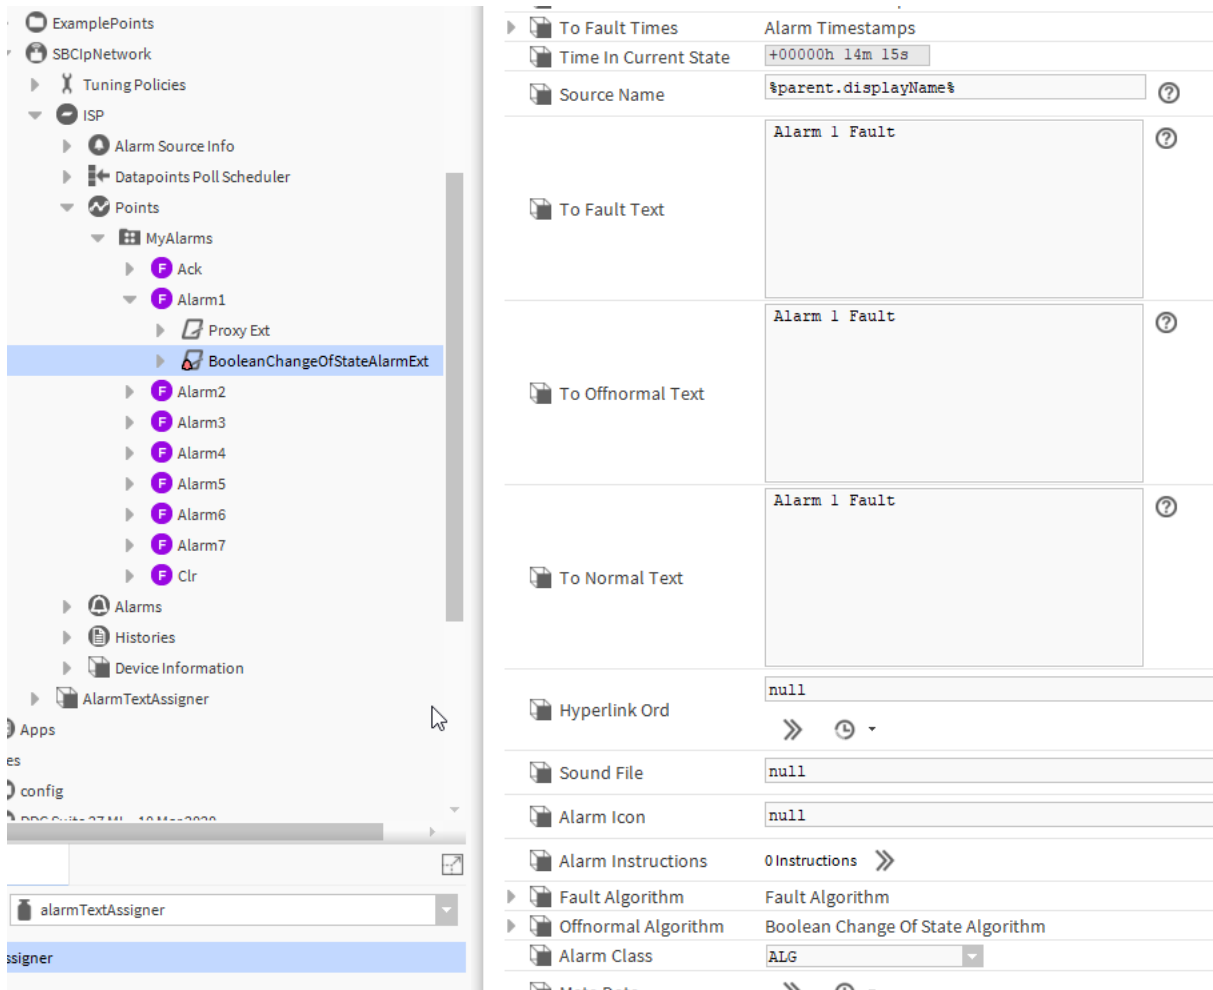 ExamplePoints
SBCIpNetwork
Tuning Policies
ISP
Alarm Source Info
Datapoints Poll Scheduler
Points
MyAlarms
F Ack
F Alarm1
Proxy Ext
BooleanChangeOfStateAlarmExt
F Alarm2
F Alarm3
F Alarm4
F Alarm5
F Alarm6
F Alarm7
F Clr
Alarms
Histories
Device Information
AlarmTextAssigner
Apps
es
config
alarmTextAssigner
ssigner
To Fault Times Alarm Timestamps
Time In Current State +00000h 14m 15s
Source Name %parent.displayName%
To Fault Text Alarm 1 Fault
To Offnormal Text Alarm 1 Fault
To Normal Text Alarm 1 Fault
Hyperlink Ord null
Sound File null
Alarm Icon null
Alarm Instructions 0 Instructions
Fault Algorithm Fault Algorithm
Offnormal Algorithm Boolean Change Of State Algorithm
Alarm Class ALG
Meta Data